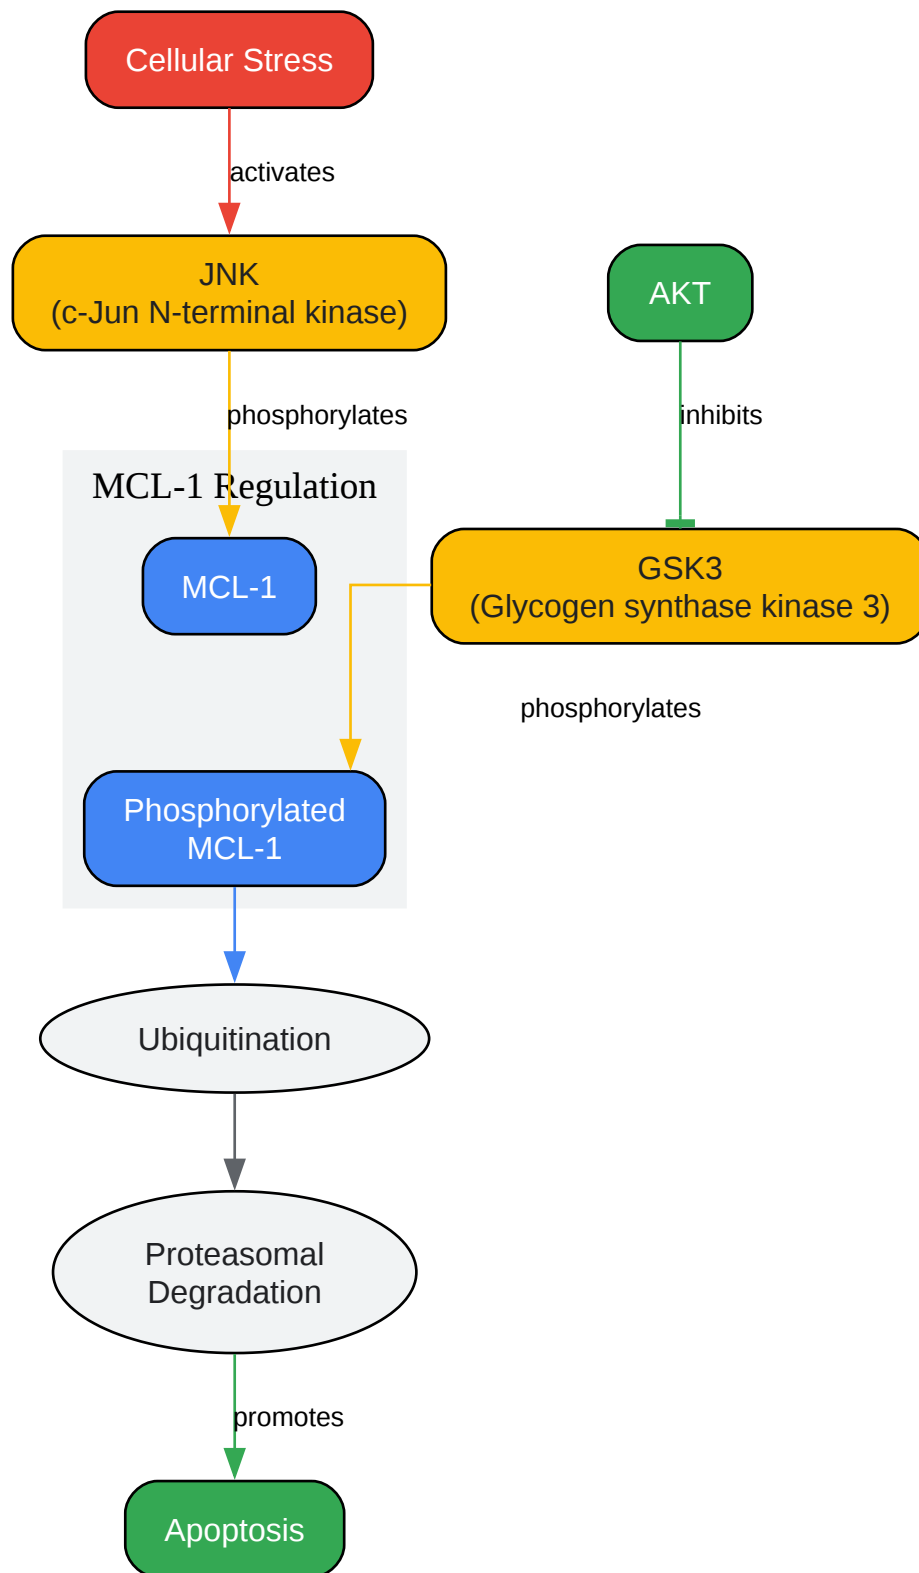 Cellular Stress
activates
JNK
(c-Jun N-terminal kinase)
AKT
phosphorylates
inhibits
MCL-1 Regulation
MCL-1
GSK3
(Glycogen synthase kinase 3)
phosphorylates
Phosphorylated
MCL-1
Ubiquitination
Proteasomal
Degradation
promotes
Apoptosis